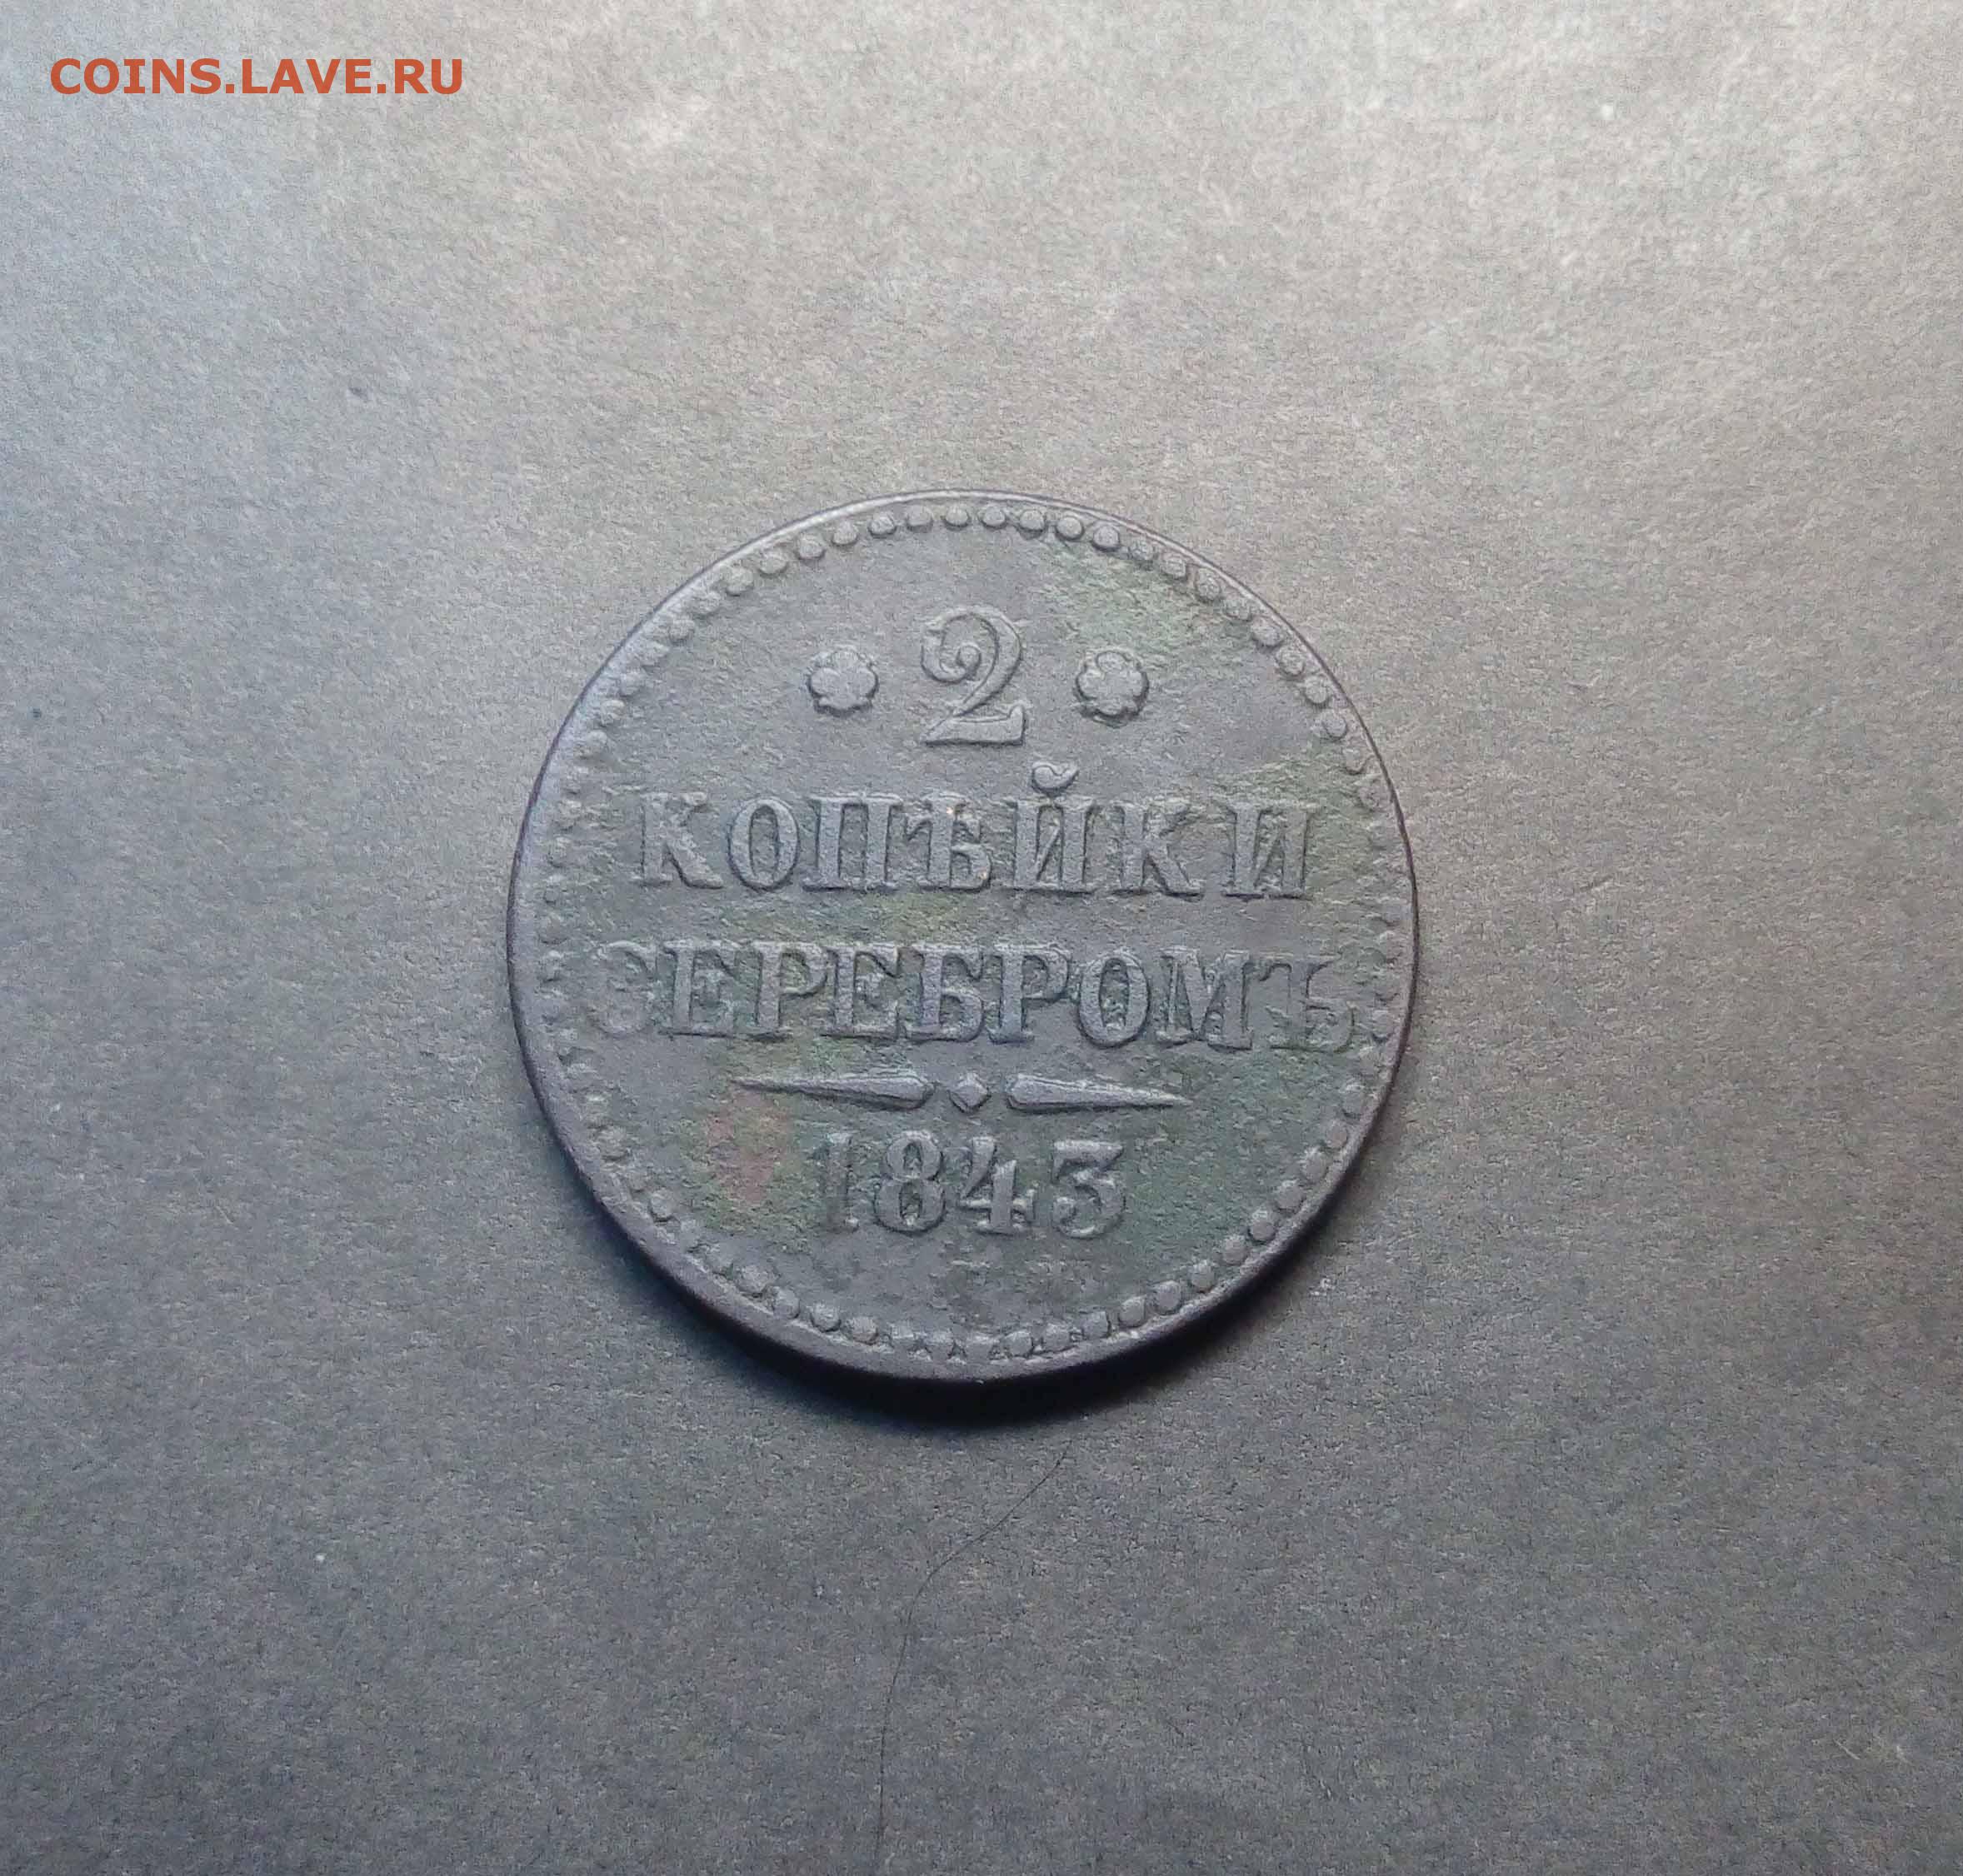 COINS.LAVE.RU
2
КОПѢЙКИ
СЕРЕБРОМЪ
1843